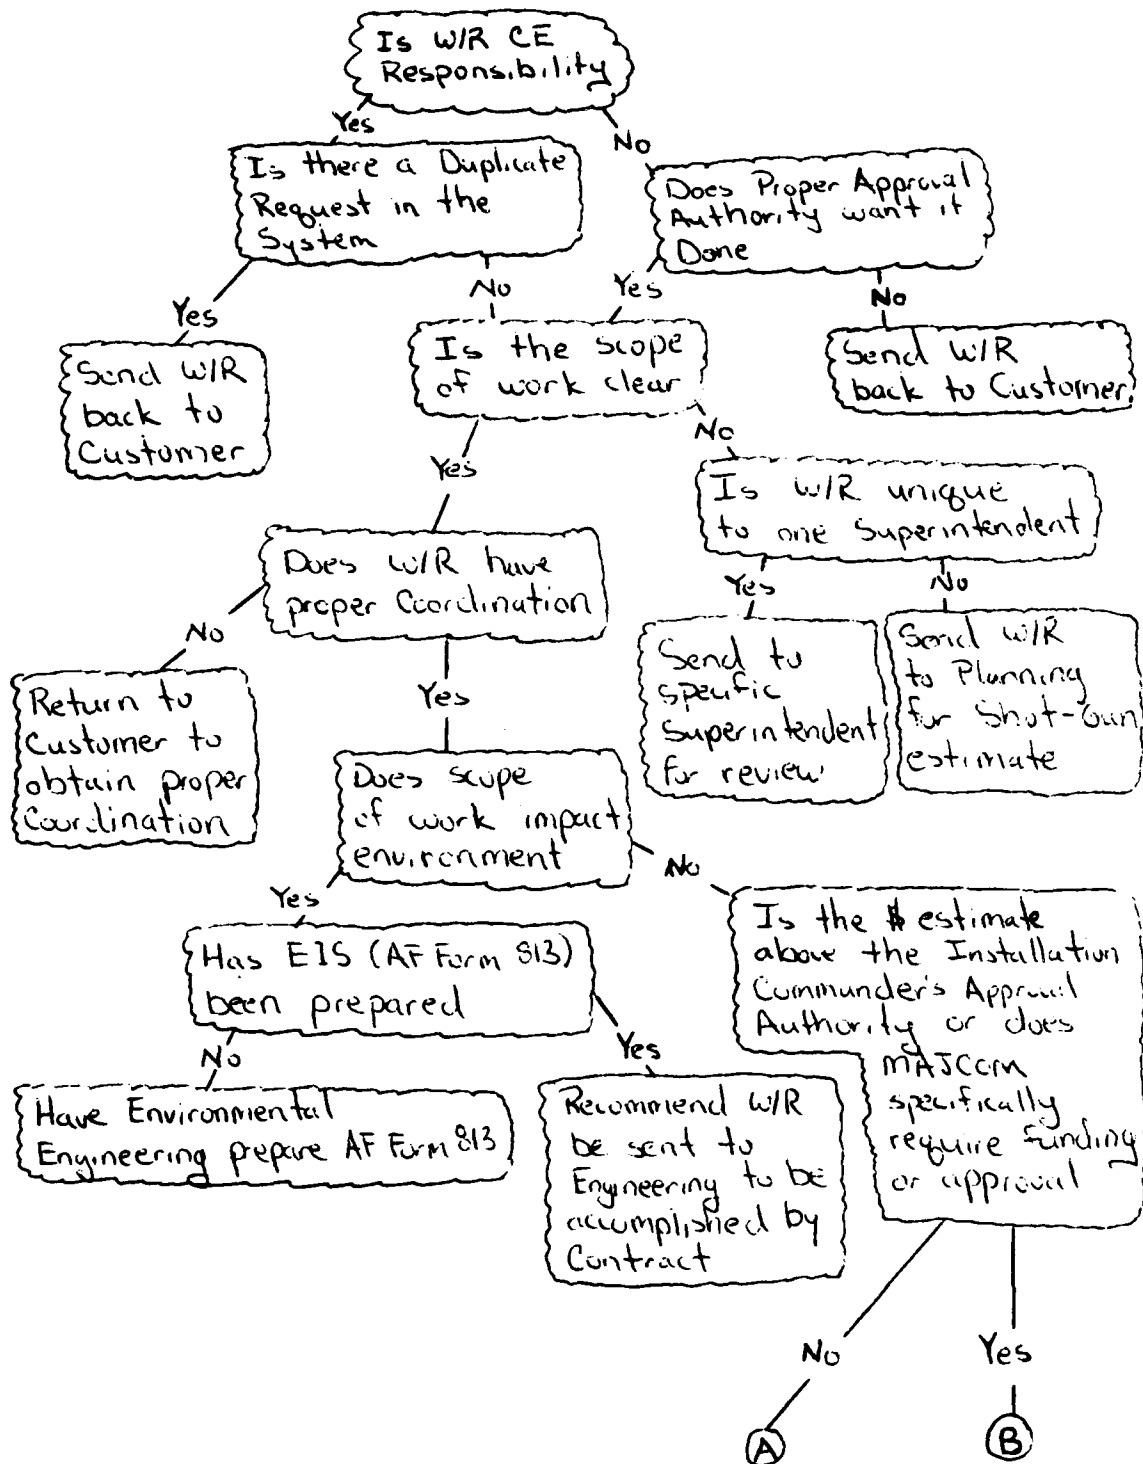 Is W/R CE
Responsibility
Yes
No
Is there a Duplicate
Request in the
System
Does Proper Approval
Authority want it
Done
Yes
No
Yes
No
Send W/R
back to
Customer
Is the scope
of work clear
Send W/R
back to Customer
Yes
No
Is W/R unique
to one Superintendent
Does W/R have
proper Coordination
Yes
No
No
Yes
Send to
specific
Superintendent
for review
Send W/R
to Planning
for Shot-Gun
estimate
Return to
Customer to
obtain proper
Coordination
Does scope
of work impact
environment
Yes
No
Has EIS (AF Form 813)
been prepared
Is the $ estimate
above the Installation
Commander's Approval
Authority or does
MAJCOM
specifically
require funding
or approval
No
Yes
Have Environmental
Engineering prepare AF Form 813
Recommend W/R
be sent to
Engineering to be
accomplished by
Contract
No
Yes
A
B